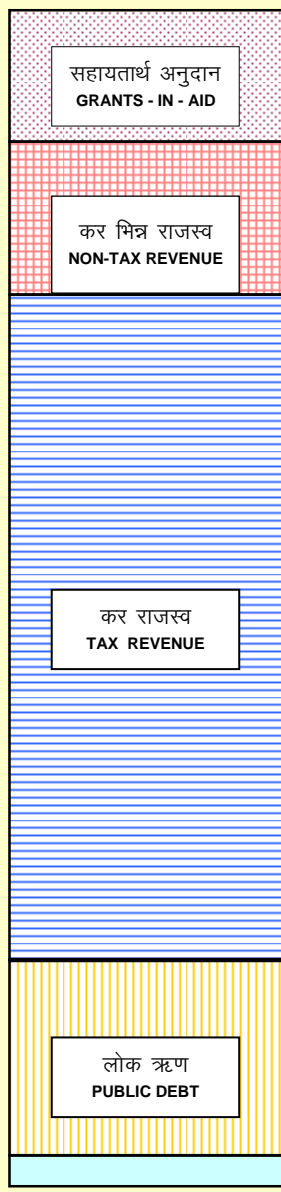 सहायतार्थ अनुदान
GRANTS - IN - AID
कर भिन्न राजस्व
NON-TAX REVENUE
कर राजस्व
TAX REVENUE
लोक ऋण
PUBLIC DEBT